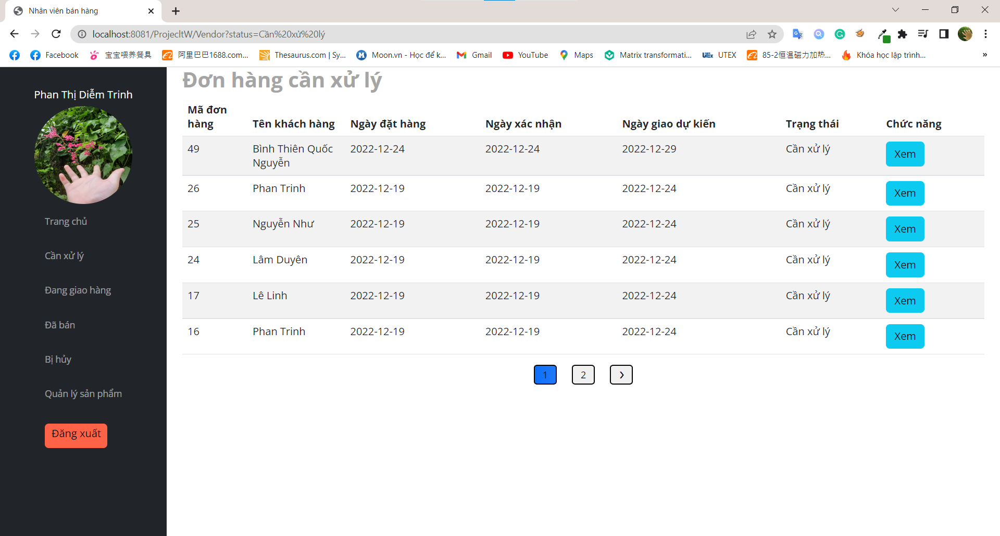 Nhân viên bán hàng
localhost:8081/ProjecltW/Vendor?status=Cần%20xử%20lý
Facebook
宝宝喂养餐具
阿里巴巴1688.com...
Thesaurus.com | Sy...
Moon.vn - Học để k...
Gmail
YouTube
Maps
Matrix transformati...
UEx UTEX
85-2恒温磁力加热...
Khóa học lập trình...
»
Phan Thị Diễm Trinh
Trang chủ
Cần xử lý
Đang giao hàng
Đã bán
Bị hủy
Quản lý sản phẩm
Đăng xuất
Đơn hàng cần xử lý
Mã đơn hàng Tên khách hàng Ngày đặt hàng Ngày xác nhận Ngày giao dự kiến Trạng thái Chức năng
49 Bình Thiên Quốc Nguyễn 2022-12-24 2022-12-24 2022-12-29 Cần xử lý Xem
26 Phan Trinh 2022-12-19 2022-12-19 2022-12-24 Cần xử lý Xem
25 Nguyễn Như 2022-12-19 2022-12-19 2022-12-24 Cần xử lý Xem
24 Lâm Duyên 2022-12-19 2022-12-19 2022-12-24 Cần xử lý Xem
17 Lê Linh 2022-12-19 2022-12-19 2022-12-24 Cần xử lý Xem
16 Phan Trinh 2022-12-19 2022-12-19 2022-12-24 Cần xử lý Xem
1 2 ›